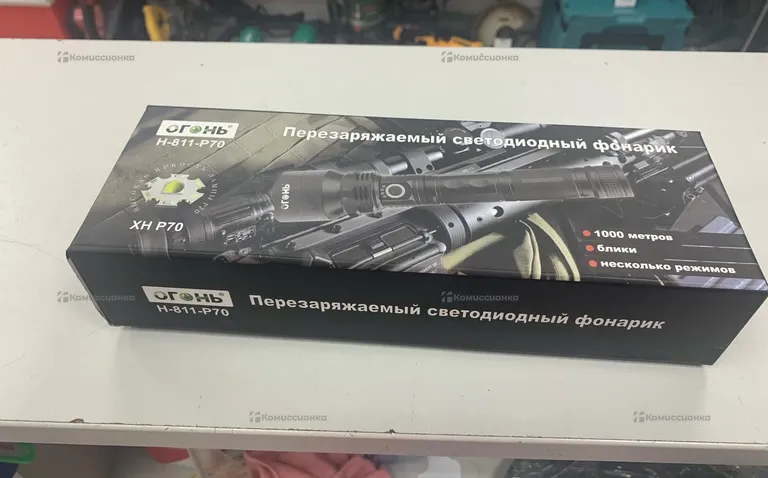 Комиссионка
Комиссионка
ОГОНЬ®
H-811-P70
Перезаряжаемый светодиодный фонарик
XH P70
ОГОНЬ
1000 метров
блики
несколько режимов
Комиссионка
Комиссионка
ОГОНЬ®
H-811-P70
Перезаряжаемый светодиодный фонарик
Комиссионка
Комиссионка